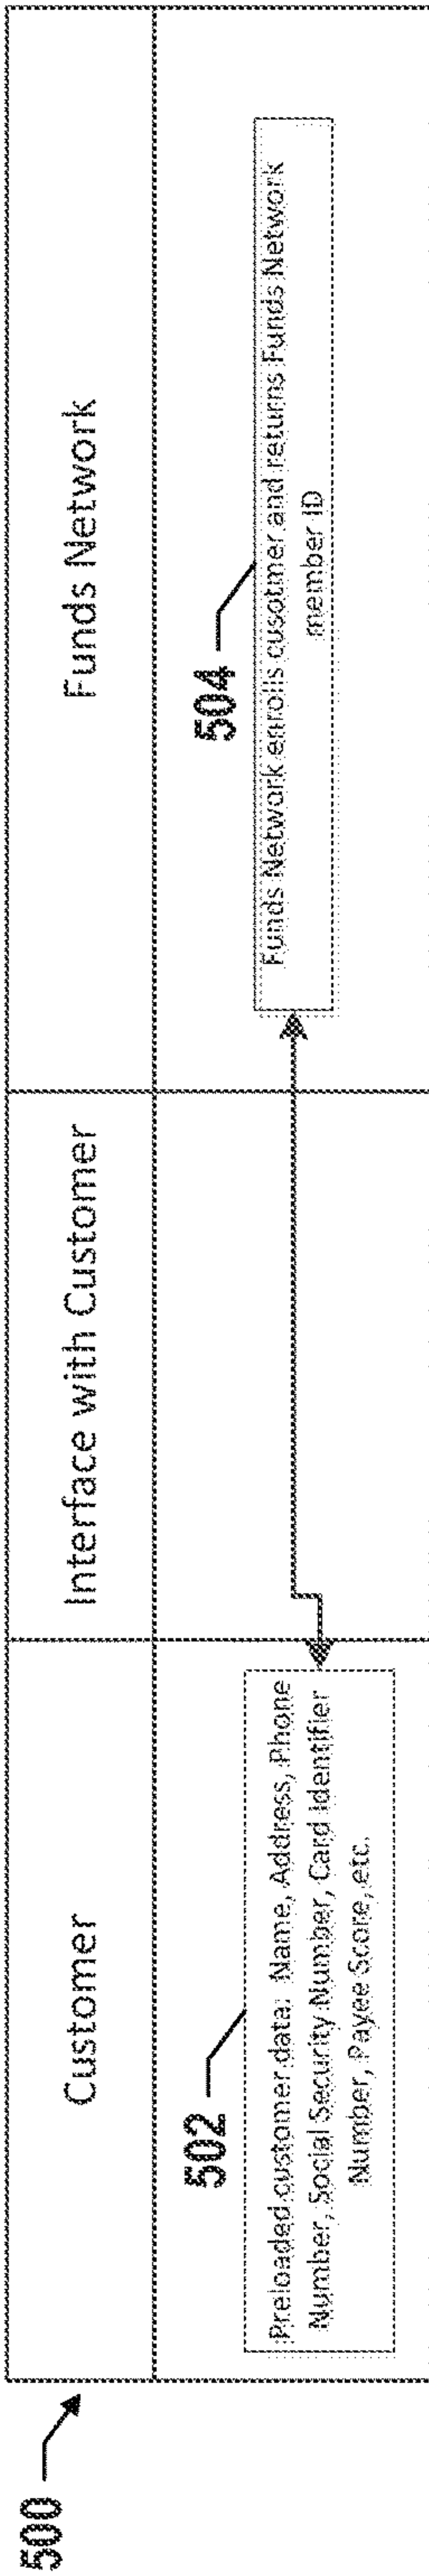 500
Customer
Interface with Customer
Funds Network
502
Preloaded customer data: Name, Address, Phone
Number, Social Security Number, Card Identifier
Number, Payee Score, etc.
504
Funds Network enrolls cusotmer and returns Funds Network
member ID